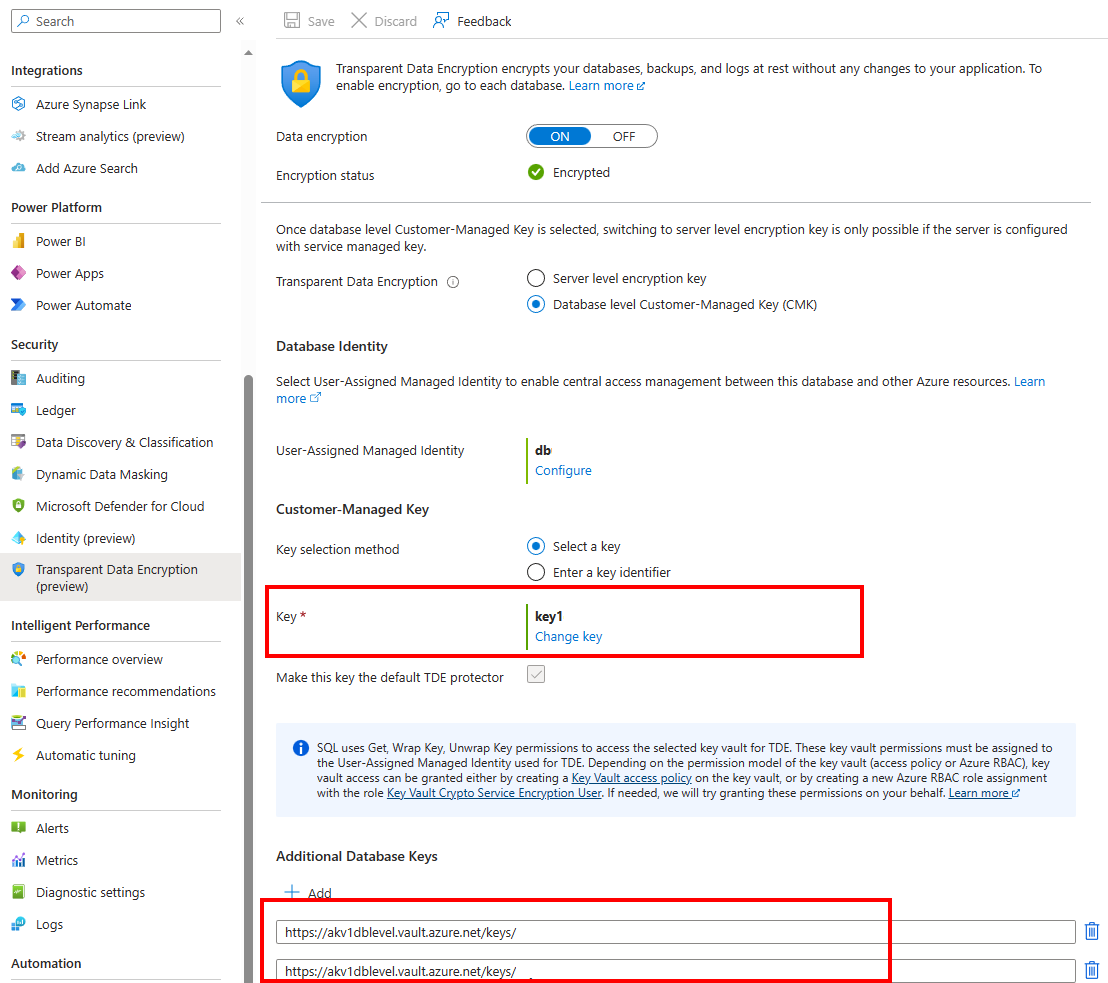 Search
«
Integrations
Azure Synapse Link
Stream analytics (preview)
Add Azure Search
Power Platform
Power BI
Power Apps
Power Automate
Security
Auditing
Ledger
Data Discovery & Classification
Dynamic Data Masking
Microsoft Defender for Cloud
Identity (preview)
Transparent Data Encryption
(preview)
Intelligent Performance
Performance overview
Performance recommendations
Query Performance Insight
Automatic tuning
Monitoring
Alerts
Metrics
Diagnostic settings
Logs
Automation
Save Discard Feedback
Transparent Data Encryption encrypts your databases, backups, and logs at rest without any changes to your application. To
enable encryption, go to each database. Learn more
Data encryption ON OFF
Encryption status Encrypted
Once database level Customer-Managed Key is selected, switching to server level encryption key is only possible if the server is configured
with service managed key.
Transparent Data Encryption Server level encryption key
Database level Customer-Managed Key (CMK)
Database Identity
Select User-Assigned Managed Identity to enable central access management between this database and other Azure resources. Learn
more
User-Assigned Managed Identity db
Configure
Customer-Managed Key
Key selection method Select a key
Enter a key identifier
Key * key1
Change key
Make this key the default TDE protector
SQL uses Get, Wrap Key, Unwrap Key permissions to access the selected key vault for TDE. These key vault permissions must be assigned to
the User-Assigned Managed Identity used for TDE. Depending on the permission model of the key vault (access policy or Azure RBAC), key
vault access can be granted either by creating a Key Vault access policy on the key vault, or by creating a new Azure RBAC role assignment
with the role Key Vault Crypto Service Encryption User. If needed, we will try granting these permissions on your behalf. Learn more
Additional Database Keys
Add
https://akv1dblevel.vault.azure.net/keys/
https://akv1dblevel.vault.azure.net/keys/